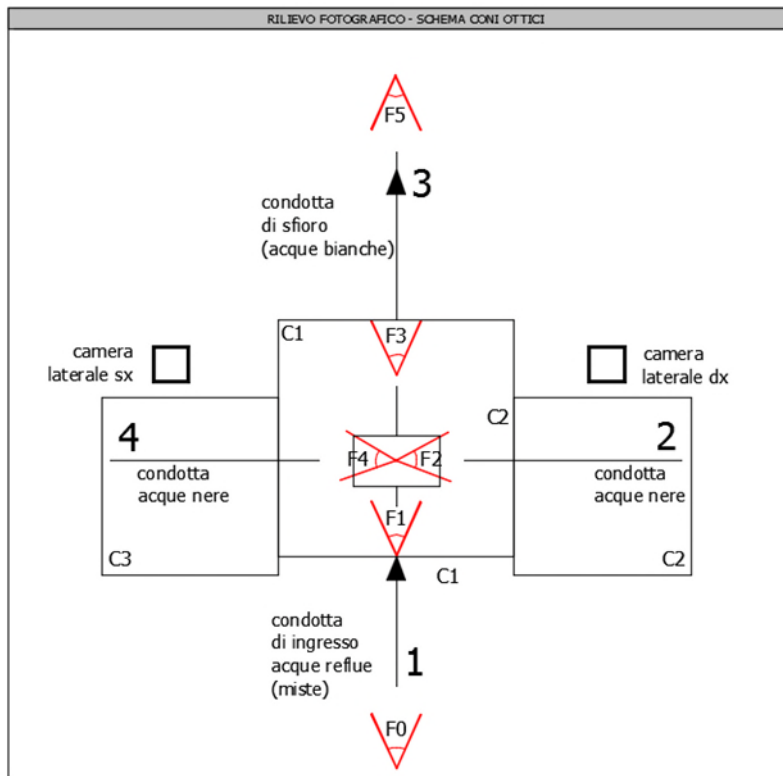 RILIEVO FOTOGRAFICO - SCHEMA CONI OTTICI
F5
3
condotta
di sfioro
(acque bianche)
C1
F3
camera
laterale sx
camera
laterale dx
C2
4
2
F4
F2
condotta
acque nere
condotta
acque nere
F1
C3
C2
C1
condotta
di ingresso
acque reflue
(miste)
1
F0